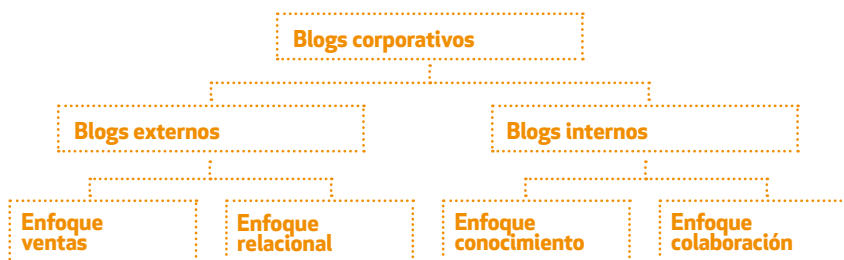 Blogs corporativos
Blogs externos
Blogs internos
Enfoque
ventas
Enfoque
relacional
Enfoque
conocimiento
Enfoque
colaboración